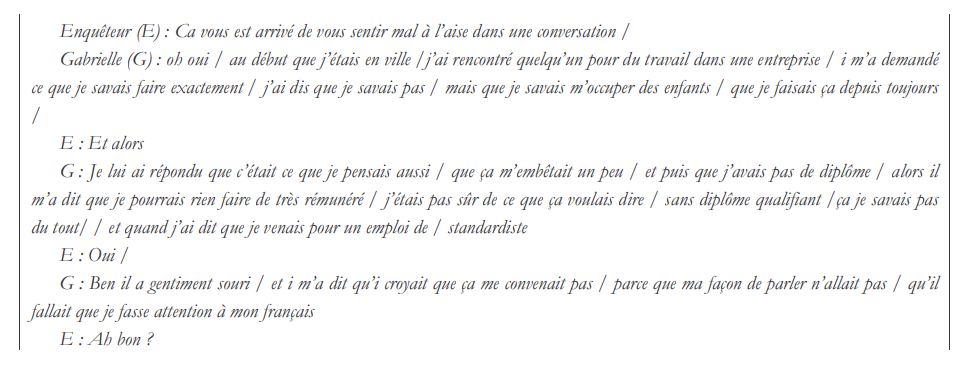 Enquêteur (E) : Ca vous est arrivé de vous sentir mal à l'aise dans une conversation /
Gabrielle (G) : oh oui / au début que j'étais en ville /j'ai rencontré quelqu'un pour du travail dans une entreprise / i m'a demandé
ce que je savais faire exactement / j'ai dis que je savais pas / mais que je savais m'occuper des enfants / que je faisais ça depuis toujours
/
E : Et alors
G : Je lui ai répondu que c'était ce que je pensais aussi / que ça m'embêtait un peu / et puis que j'avais pas de diplôme / alors il
m'a dit que je pourrais rien faire de très rémunéré / j'étais pas sûr de ce que ça voulais dire / sans diplôme qualifiant /ça je savais pas
du tout/ / et quand j'ai dit que je venais pour un emploi de / standardiste
E : Oui /
G : Ben il a gentiment souri / et i m'a dit qu'i croyait que ça me convenait pas / parce que ma façon de parler n'allait pas / qu'il
fallait que je fasse attention à mon français
E : Ah bon ?